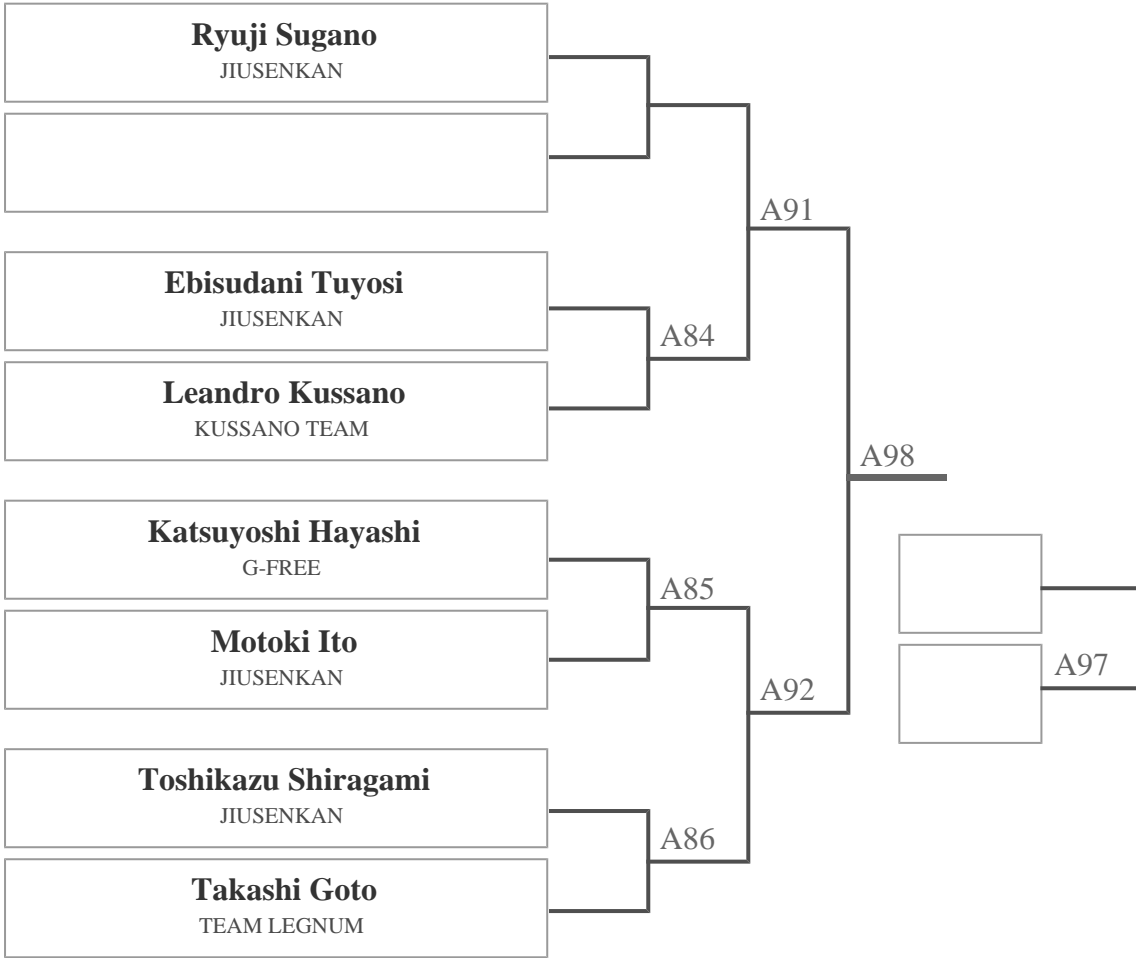 Ryuji Sugano
JIUSENKAN
A91
Ebisudani Tuyosi
JIUSENKAN
A84
Leandro Kussano
KUSSANO TEAM
A98
Katsuyoshi Hayashi
G-FREE
A85
Motoki Ito
JIUSENKAN
A97
A92
Toshikazu Shiragami
JIUSENKAN
A86
Takashi Goto
TEAM LEGNUM